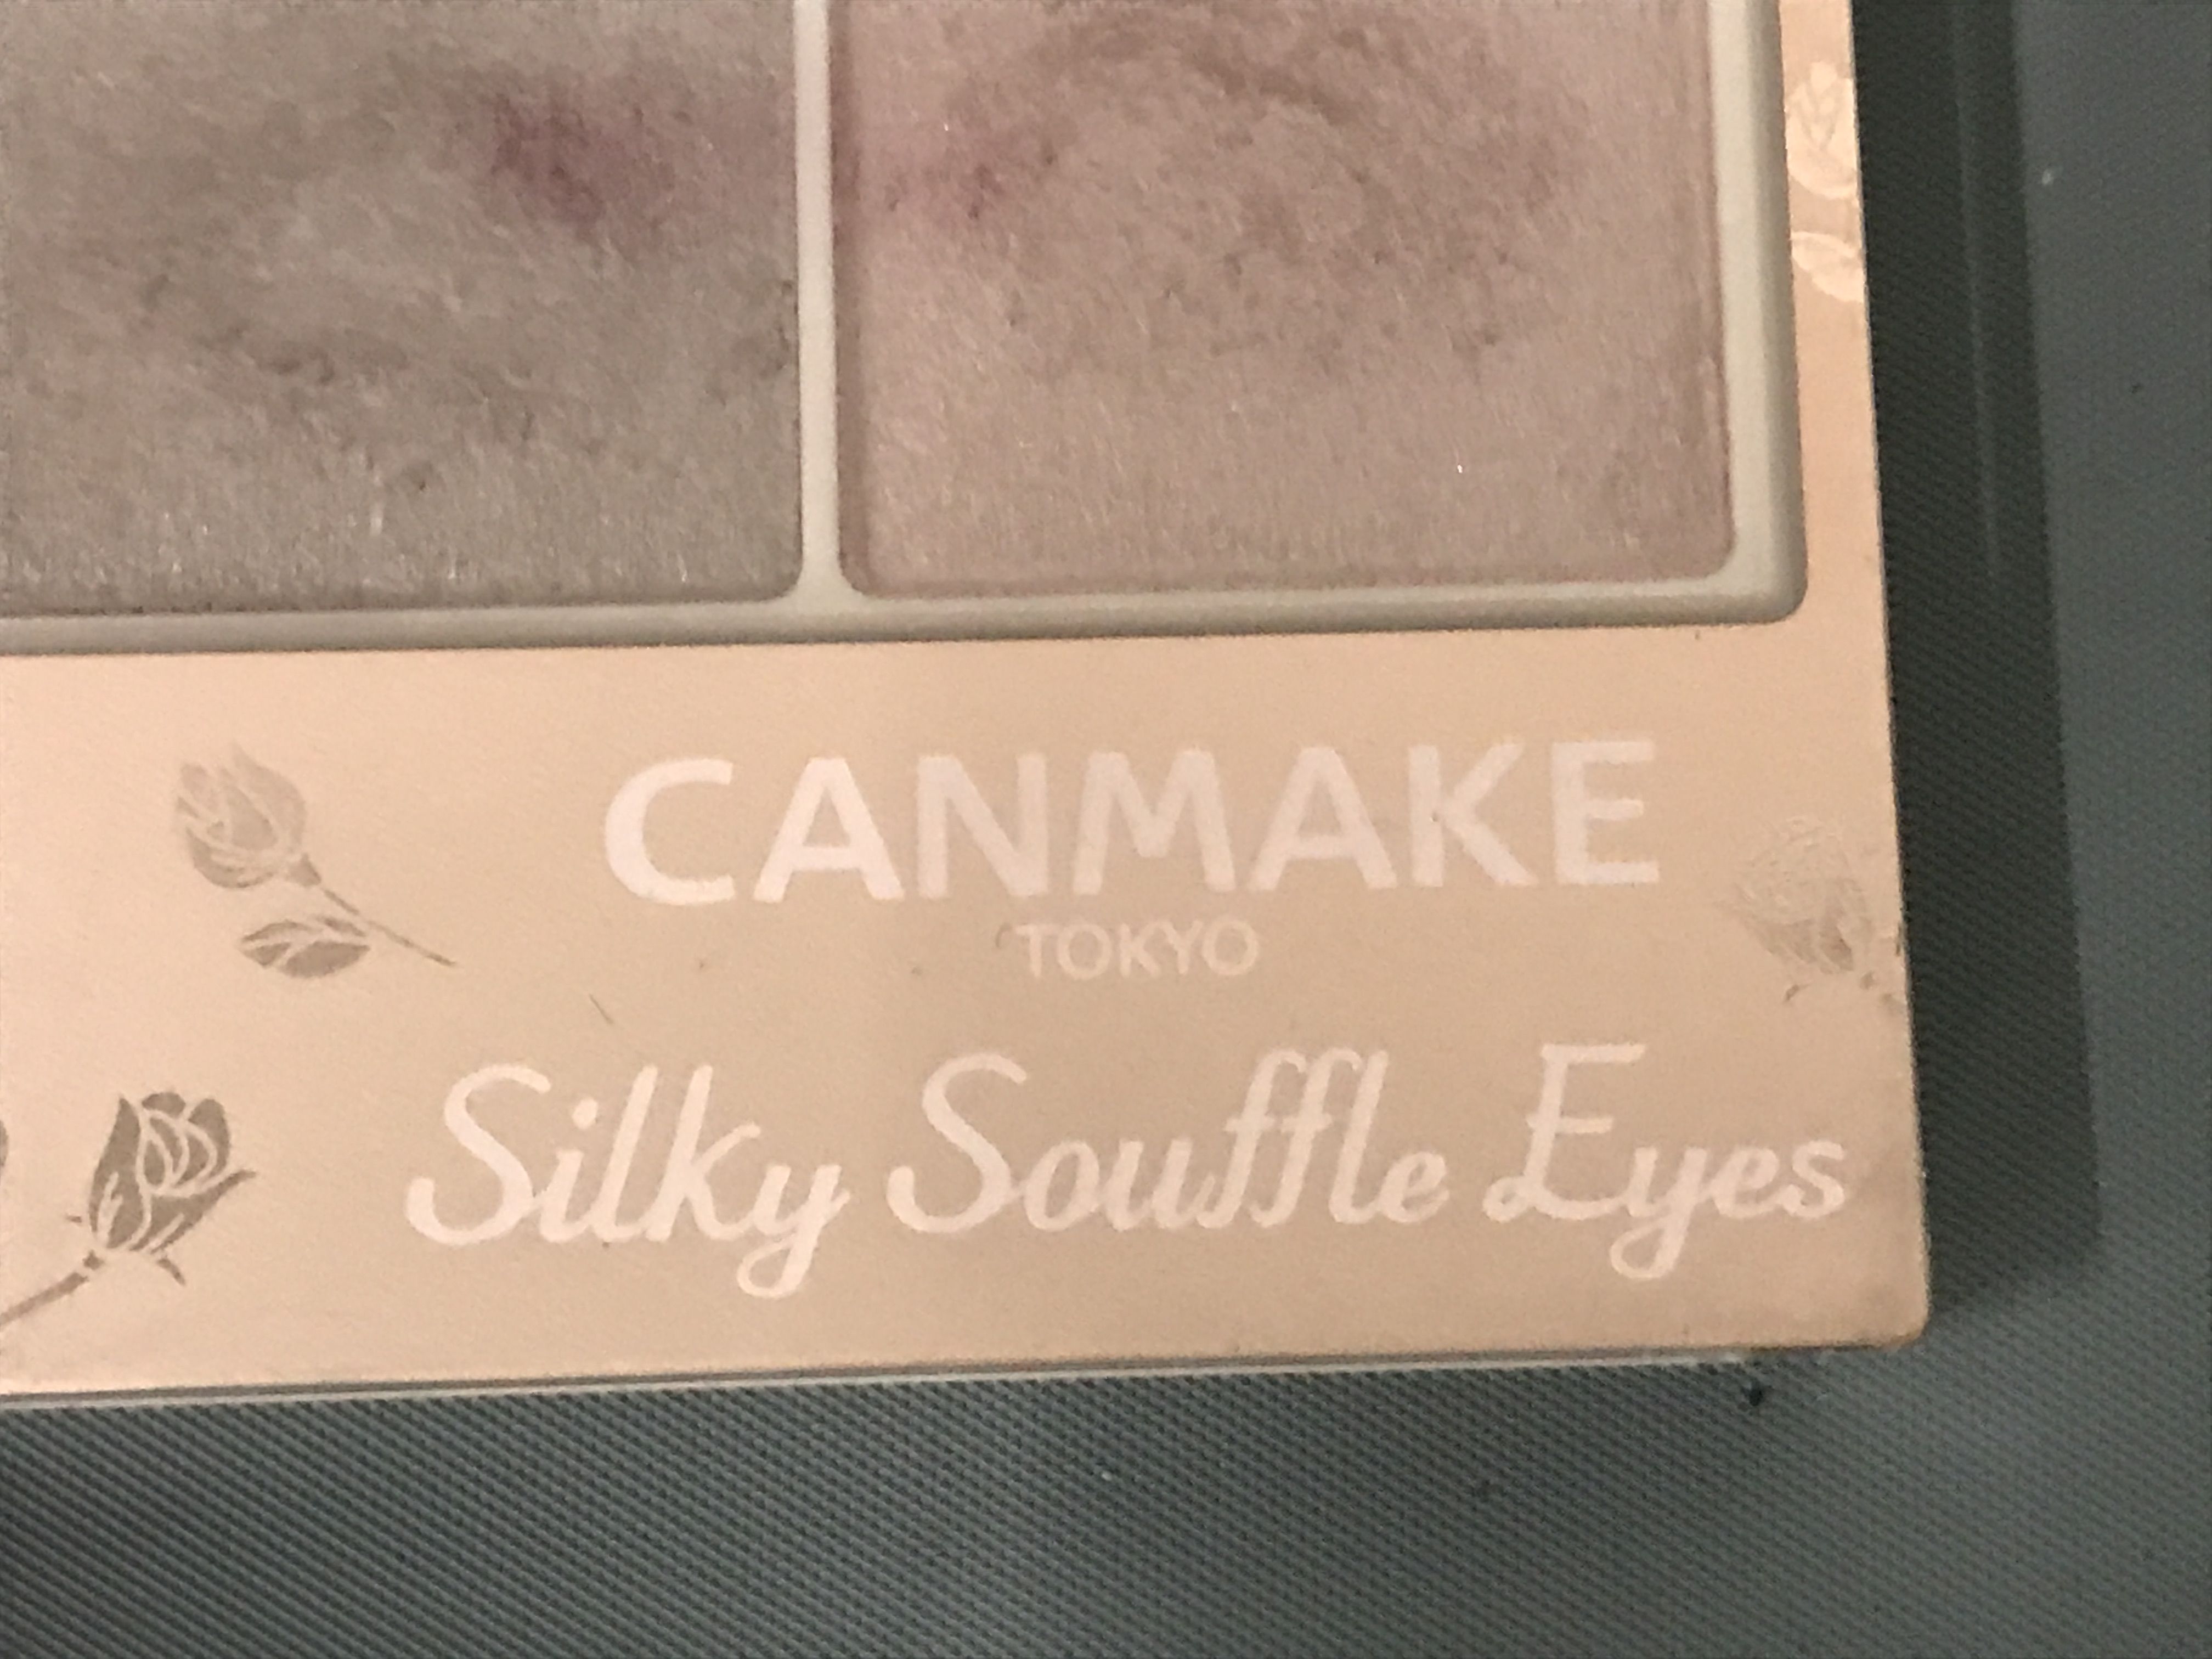 CANMAKE
TOKYO
Silky Souffle Eyes